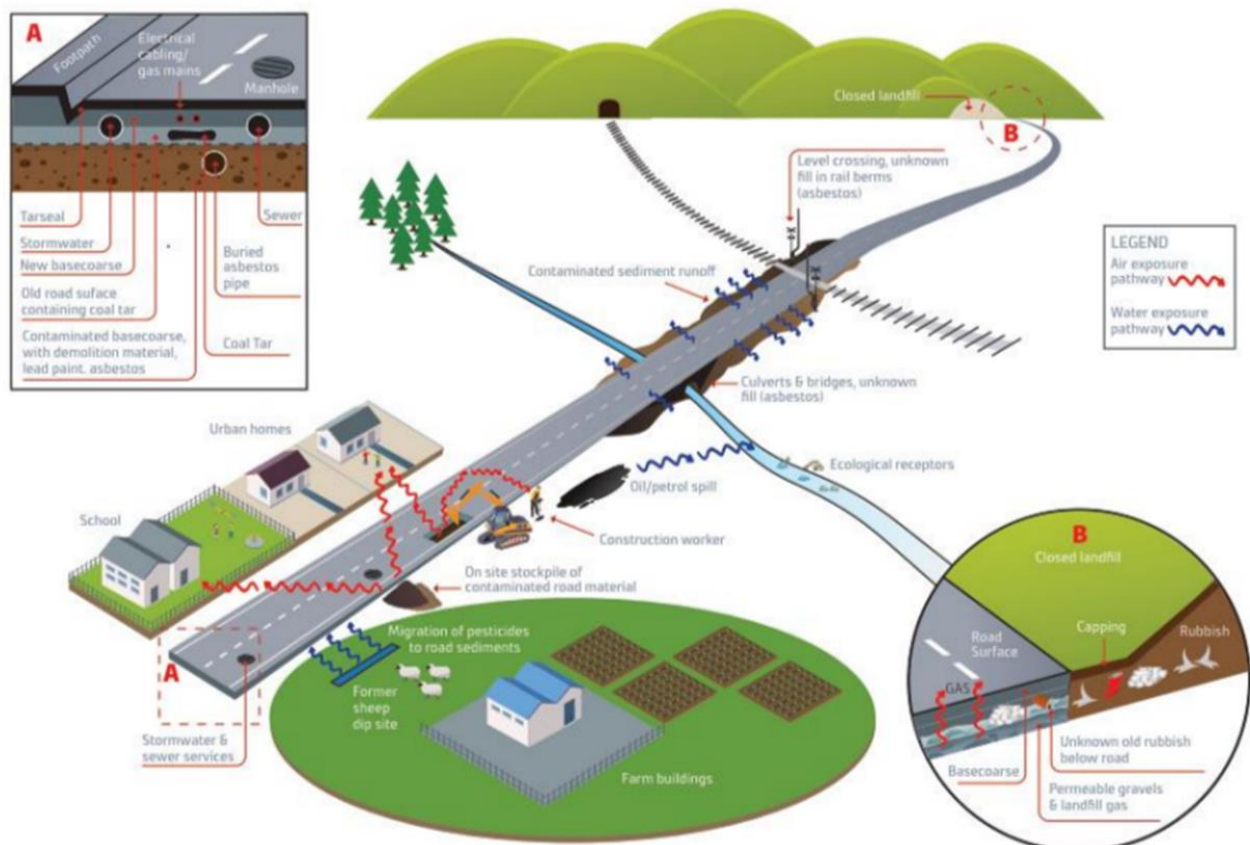 A
Footpath
Electrical
cabling/
gas mains
Manhole
Tarseal
Stormwater
New basecoarse
Old road suface
containing coal tar
Contaminated basecoarse,
with demolition material,
lead paint. asbestos
Sewer
Buried
asbestos
pipe
Coal Tar
Closed landfill
B
Level crossing, unknown
fill in rail berms
(asbestos)
LEGEND
Air exposure
pathway
Water exposure
pathway
Contaminated sediment runoff
Culverts & bridges, unknown
fill (asbestos)
Urban homes
Ecological receptors
Oil/petrol spill
School
Construction worker
On site stockpile of
contaminated road material
Migration of pesticides
to road sediments
A
Former
sheep
dip site
Stormwater &
sewer services
Farm buildings
B
Closed landfill
Capping
Rubbish
Road
Surface
GAS
Unknown old rubbish
below road
Basecoarse
Permeable gravels
& landfill gas